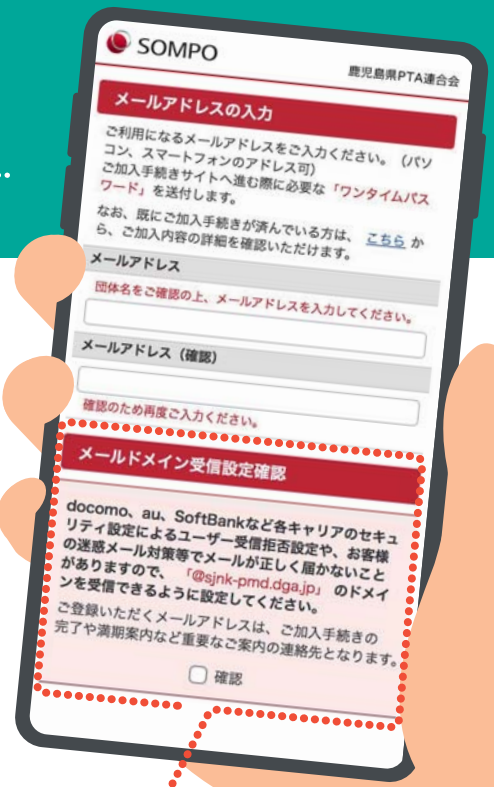 SOMPO
鹿児島県PTA連合会
メールアドレスの入力
ご利用になるメールアドレスをご入力ください。（パソ
コン、スマートフォンのアドレス可）
ご加入手続きサイトへ進む際に必要な「ワンタイムパス
ワード」を送付します。
なお、既にご加入手続きが済んでいる方は、 こちら か
ら、ご加入内容の詳細を確認いただけます。
メールアドレス
団体名をご確認の上、メールアドレスを入力してください。
メールアドレス（確認）
確認のため再度ご入力ください。
メールドメイン受信設定確認
docomo、au、SoftBankなど各キャリアのセキュ
リティ設定によるユーザー受信拒否設定や、お客様
の迷惑メール対策等でメールが正しく届かないこと
がありますので、「@sjnk-pmd.dga.jp」のドメイ
ンを受信できるように設定してください。
ご登録いただくメールアドレスは、ご加入手続きの
完了や満期案内など重要なご案内の連絡先となります。
確認